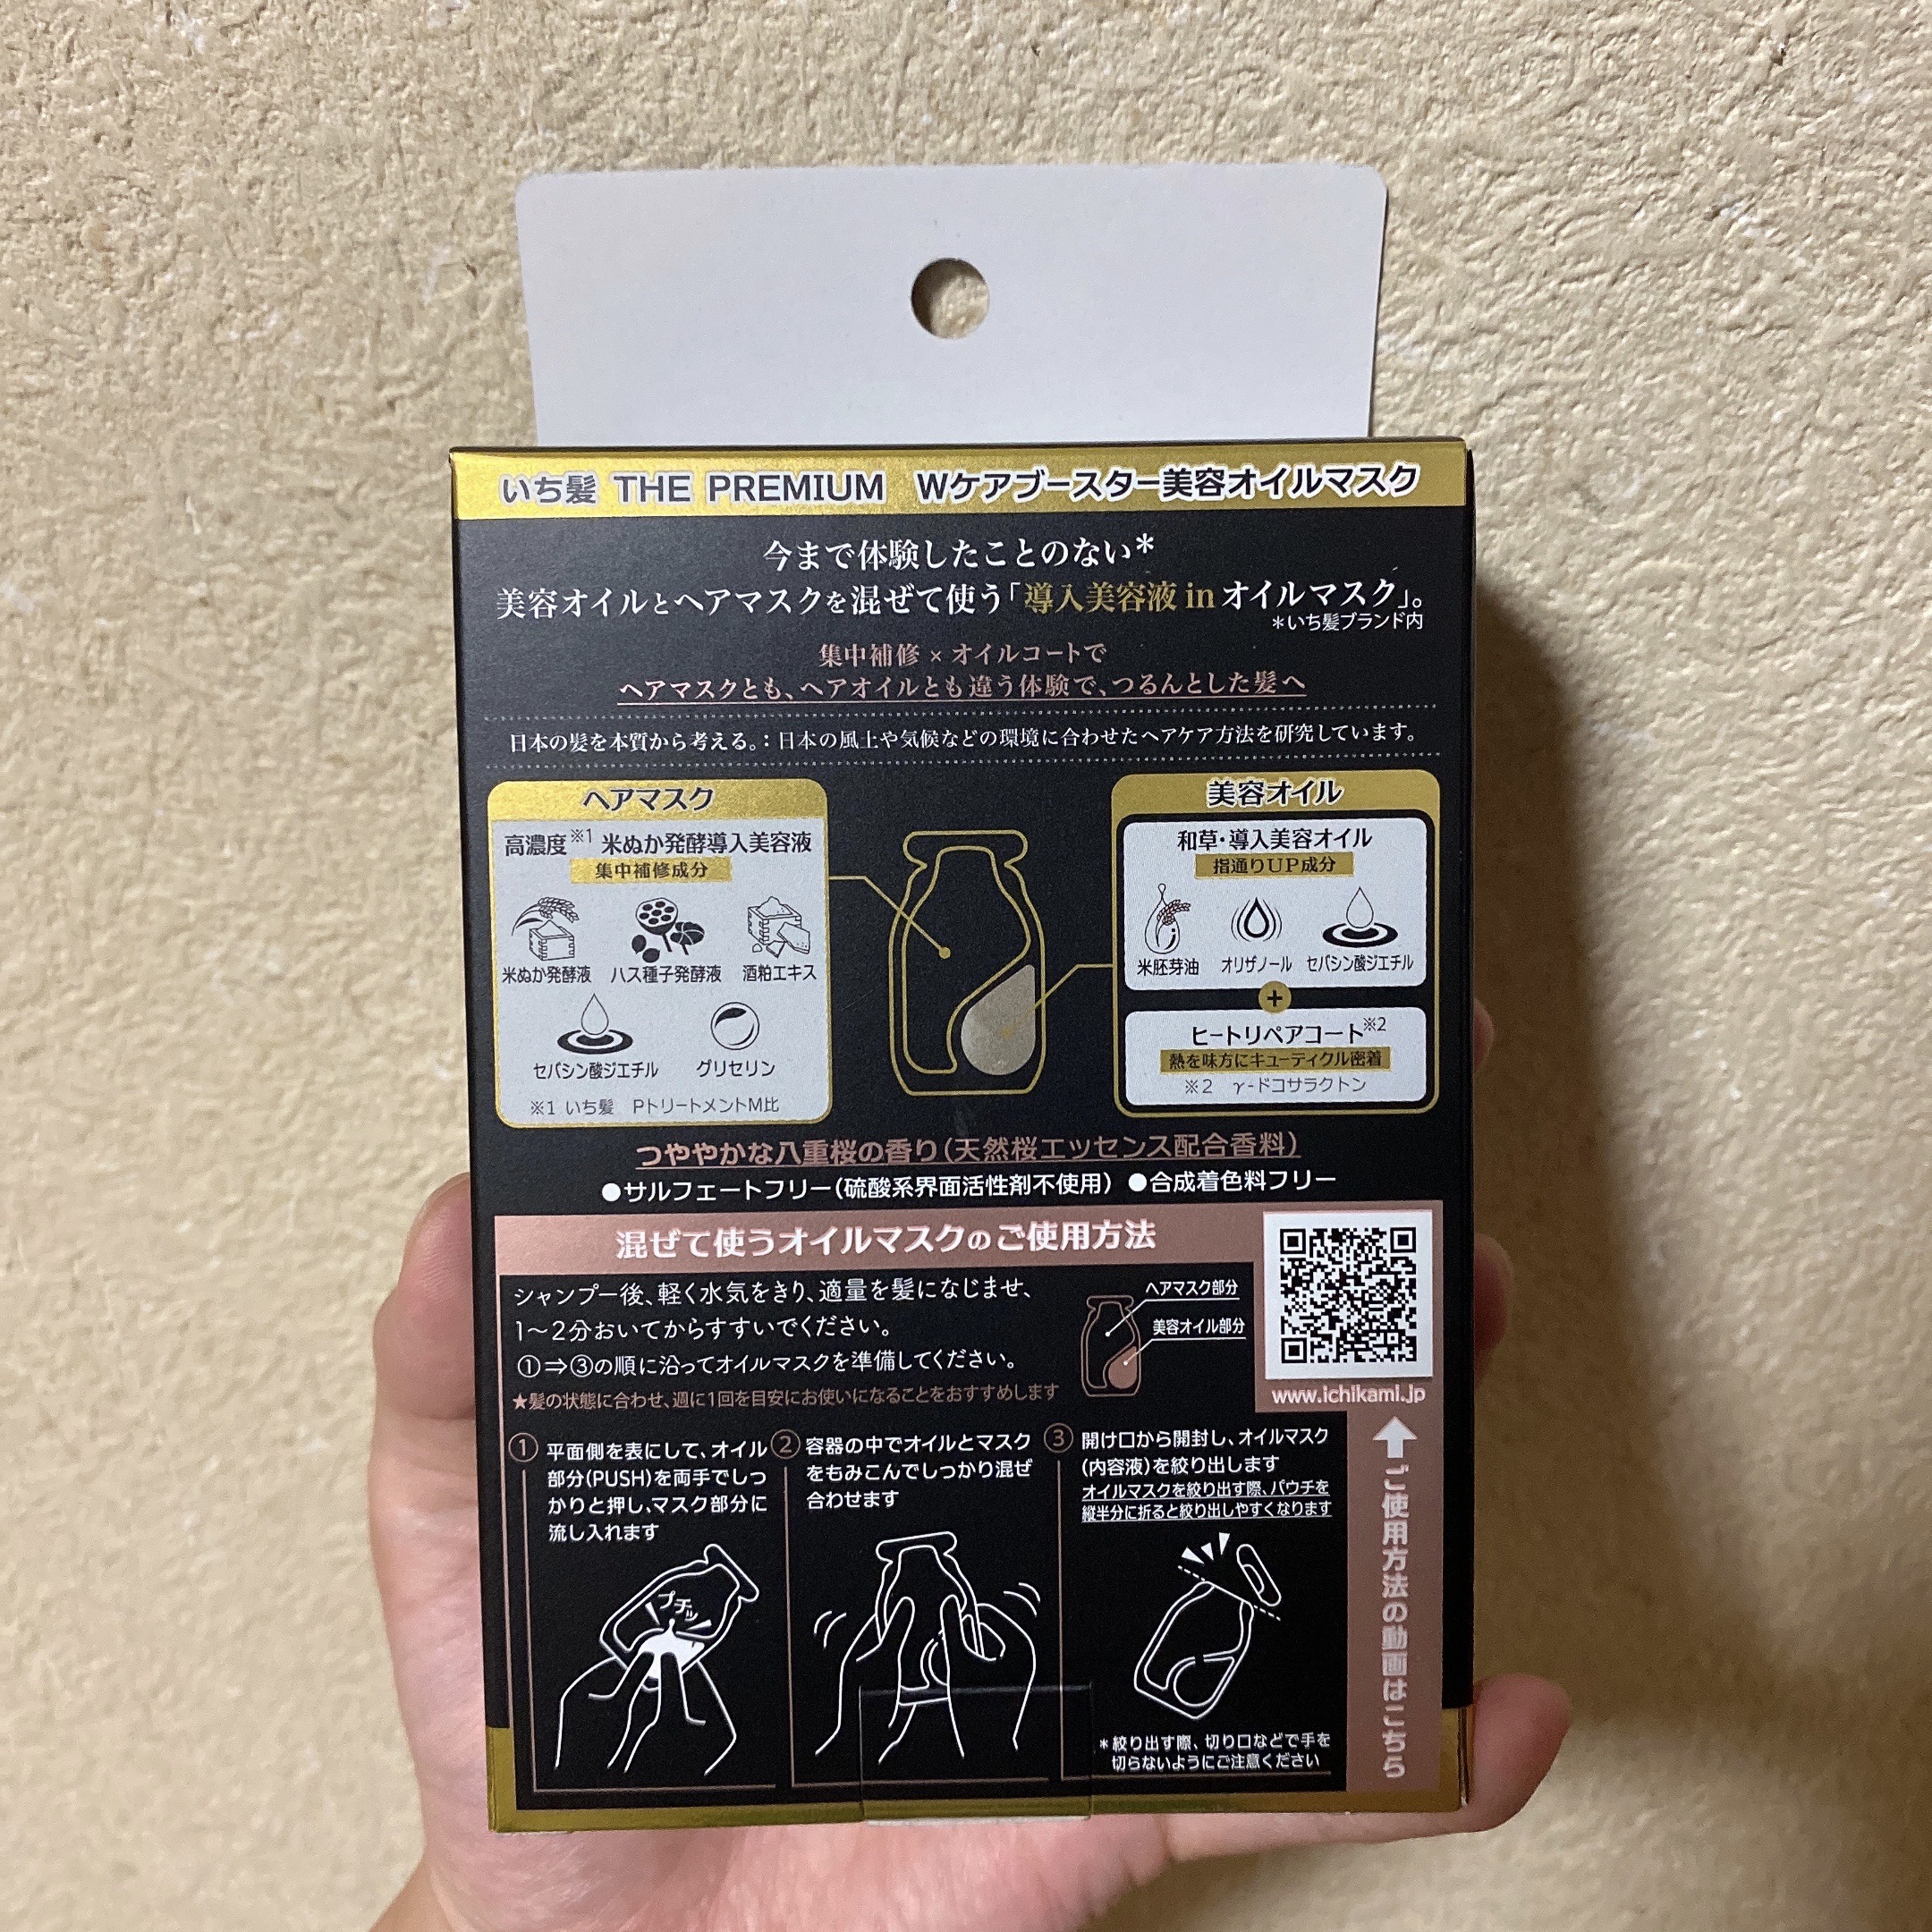 いち髪 THE PREMIUM Wケアブースター美容オイルマスク
今まで体験したことのない*
美容オイルとヘアマスクを混ぜて使う「導入美容液 in オイルマスク」。
*いち髪ブランド内
集中補修 × オイルコートで
ヘアマスクとも、ヘアオイルとも違う体験で、つるんとした髪へ
日本の髪を本質から考える。:日本の風土や気候などの環境に合わせたヘアケア方法を研究しています。
ヘアマスク
高濃度※1 米ぬか発酵導入美容液
集中補修成分
米ぬか発酵液 ハス種子発酵液 酒粕エキス
セバシン酸ジエチル グリセリン
※1 いち髪 PトリートメントM比
美容オイル
和草・導入美容オイル
指通りUP成分
米胚芽油 オリザノール セバシン酸ジエチル
+
ヒートリペアコート※2
熱を味方にキューティクル密着
※2 γ-ドコサラクトン
つややかな八重桜の香り(天然桜エッセンス配合香料)
●サルフェートフリー(硫酸系界面活性剤不使用) ●合成着色料フリー
混ぜて使うオイルマスクのご使用方法
シャンプー後、軽く水気をきり、適量を髪になじませ、
1〜2分おいてからすすいでください。
①⇒③の順に沿ってオイルマスクを準備してください。
★髪の状態に合わせ、週に1回を目安にお使いになることをおすすめします
ヘアマスク部分
美容オイル部分
www.ichikami.jp
ご使用方法の動画はこちら
① 平面側を表にして、オイル
部分(PUSH)を両手でしっ
かりと押し、マスク部分に
流し入れます
プチッ
② 容器の中でオイルとマスク
をもみこんでしっかり混ぜ
合わせます
③ 開け口から開封し、オイルマスク
(内容液)を絞り出します
オイルマスクを絞り出す際、パウチを
縦半分に折ると絞り出しやすくなります
*絞り出す際、切り口などで手を
切らないようにご注意ください